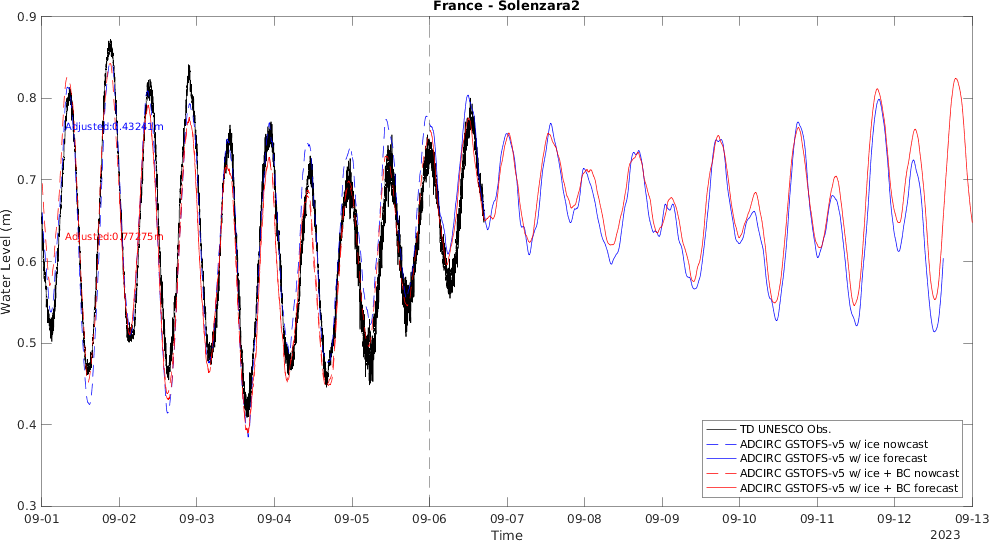 France - Solenzara2
0.9
0.8
0.7
0.6
0.5
0.4
0.3
Water Level (m)
Adjusted:0.43241m
Adjusted:0.77275m
TD UNESCO Obs.
ADCIRC GSTOFS-v5 w/ ice nowcast
ADCIRC GSTOFS-v5 w/ ice forecast
ADCIRC GSTOFS-v5 w/ ice + BC nowcast
ADCIRC GSTOFS-v5 w/ ice + BC forecast
09-01 09-02 09-03 09-04 09-05 09-06 09-07 09-08 09-09 09-10 09-11 09-12 09-13
Time
2023